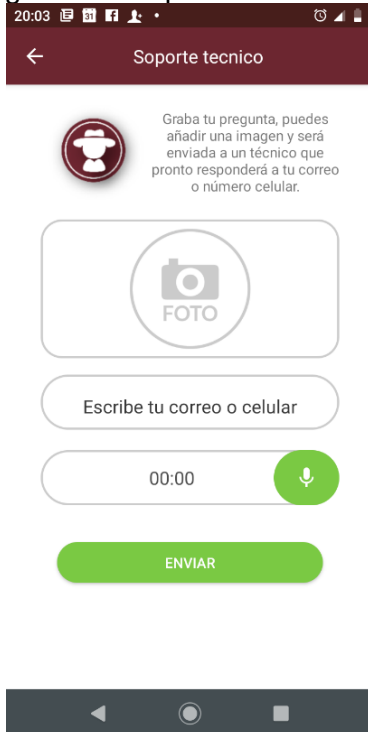 20:03
31
Soporte tecnico
Graba tu pregunta, puedes
añadir una imagen y será
enviada a un técnico que
pronto responderá a tu correo
o número celular.
FOTO
Escribe tu correo o celular
00:00
ENVIAR